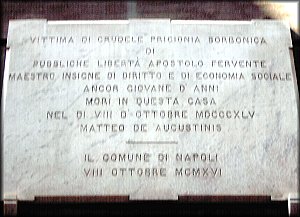 VITTIMA DI CRUDELE PRIGIONIA BORBONICA
DI
PUBBLICHE LIBERTÀ APOSTOLO FERVENTE
MAESTRO INSIGNE DI DIRITTO E DI ECONOMIA SOCIALE
ANCOR GIOVANE D'ANNI
MORÌ IN QUESTA CASA
NEL DÌ VIII D'OTTOBRE MDCCCXLV
MATTEO DE AUGUSTINIS
IL COMUNE DI NAPOLI
VIII OTTOBRE MCMXVI